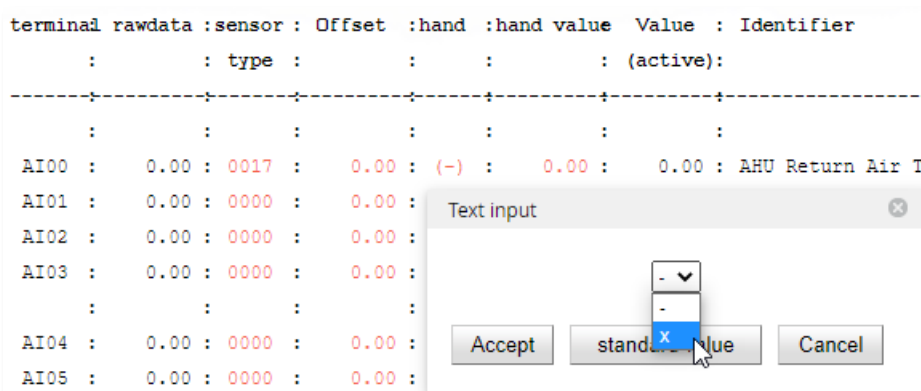 terminal rawdata :sensor : Offset :hand :hand value Value : Identifier
: : type : : : : (active):
-------:---------:-------:---------:------:---------:---------:----------------
: : : : : : :
AI00 : 0.00 : 0017 : 0.00 : (-) : 0.00 : 0.00 : AHU Return Air T
AI01 : 0.00 : 0000 : 0.00 :
Text input
AI02 : 0.00 : 0000 : 0.00 :
AI03 : 0.00 : 0000 : 0.00 :
-
: : : :
-
AI04 : 0.00 : 0000 : 0.00 :
x
Accept standard value Cancel
AI05 : 0.00 : 0000 : 0.00 :